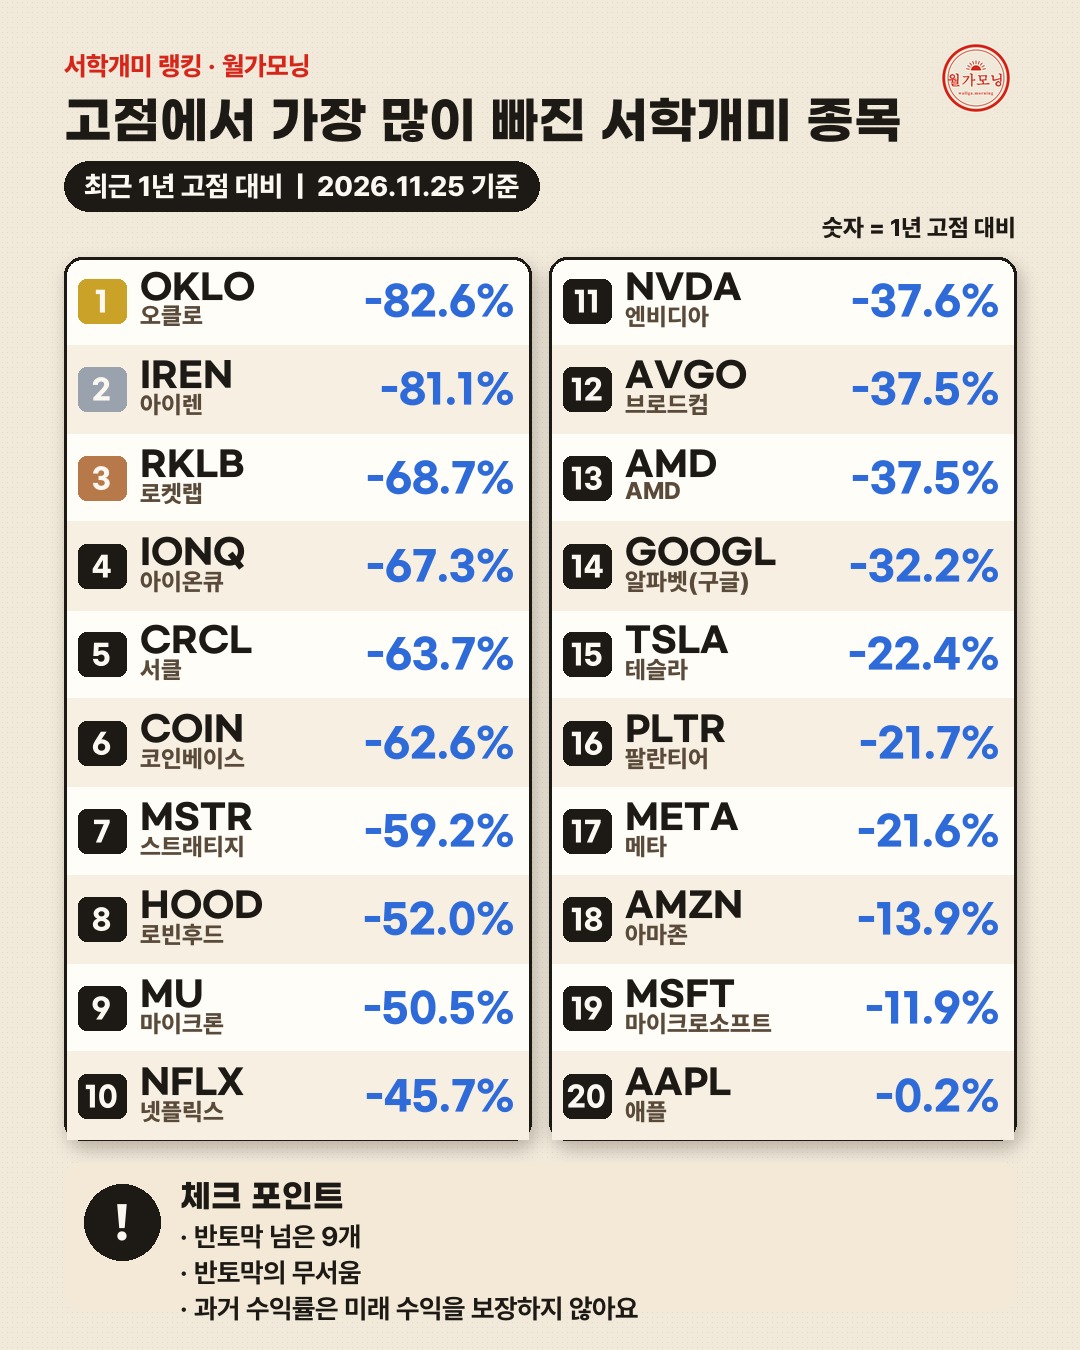 서학개미 랭킹 · 월가모닝
월가모닝
wallga.morning
고점에서 가장 많이 빠진 서학개미 종목
최근 1년 고점 대비 | 2026.11.25 기준
숫자 = 1년 고점 대비
1 OKLO -82.6%
오클로
2 IREN -81.1%
아이렌
3 RKLB -68.7%
로켓랩
4 IONQ -67.3%
아이온큐
5 CRCL -63.7%
서클
6 COIN -62.6%
코인베이스
7 MSTR -59.2%
스트래티지
8 HOOD -52.0%
로빈후드
9 MU -50.5%
마이크론
10 NFLX -45.7%
넷플릭스
11 NVDA -37.6%
엔비디아
12 AVGO -37.5%
브로드컴
13 AMD -37.5%
AMD
14 GOOGL -32.2%
알파벳(구글)
15 TSLA -22.4%
테슬라
16 PLTR -21.7%
팔란티어
17 META -21.6%
메타
18 AMZN -13.9%
아마존
19 MSFT -11.9%
마이크로소프트
20 AAPL -0.2%
애플
! 체크 포인트
· 반토막 넘은 9개
· 반토막의 무서움
· 과거 수익률은 미래 수익을 보장하지 않아요